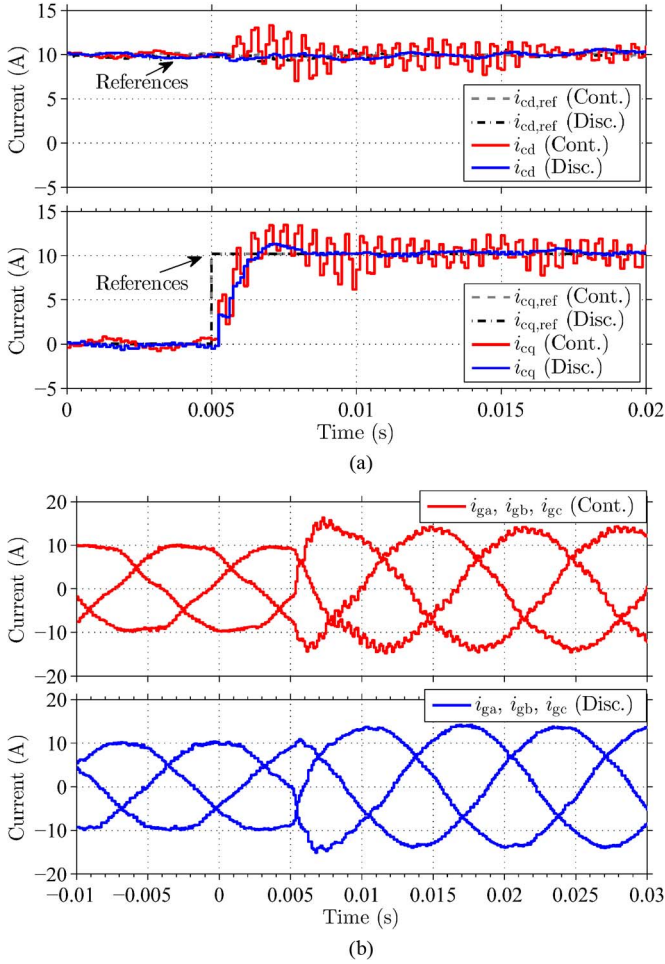 15
10
5
0
−5
Current (A)
References
i_cd,ref (Cont.)
i_cd,ref (Disc.)
i_cd (Cont.)
i_cd (Disc.)
15
10
5
0
−5
Current (A)
References
i_cq,ref (Cont.)
i_cq,ref (Disc.)
i_cq (Cont.)
i_cq (Disc.)
0 0.005 0.01 0.015 0.02
Time (s)
(a)
20
10
0
−10
−20
Current (A)
i_ga, i_gb, i_gc (Cont.)
20
10
0
−10
−20
Current (A)
i_ga, i_gb, i_gc (Disc.)
−0.01 −0.005 0 0.005 0.01 0.015 0.02 0.025 0.03
Time (s)
(b)